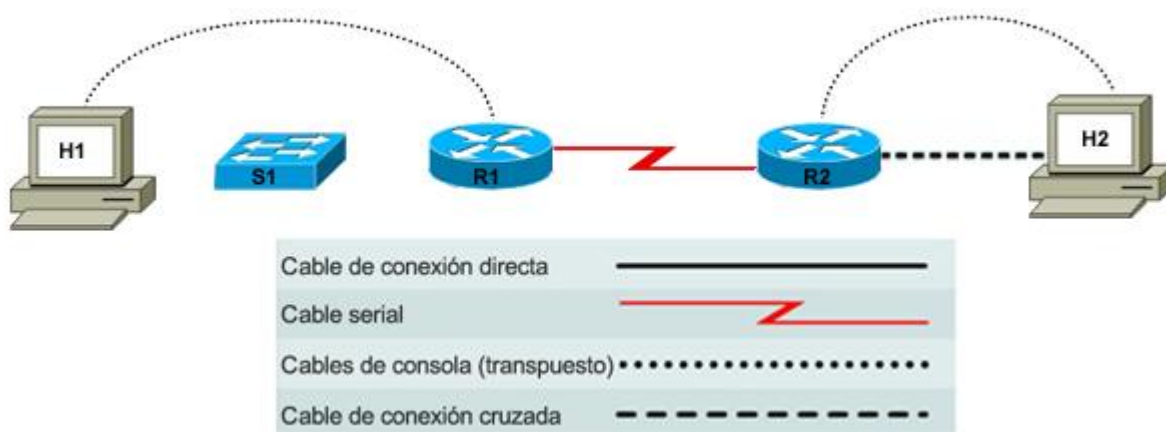 H1
S1
R1
R2
H2
Cable de conexión directa
Cable serial
Cables de consola (transpuesto)
Cable de conexión cruzada